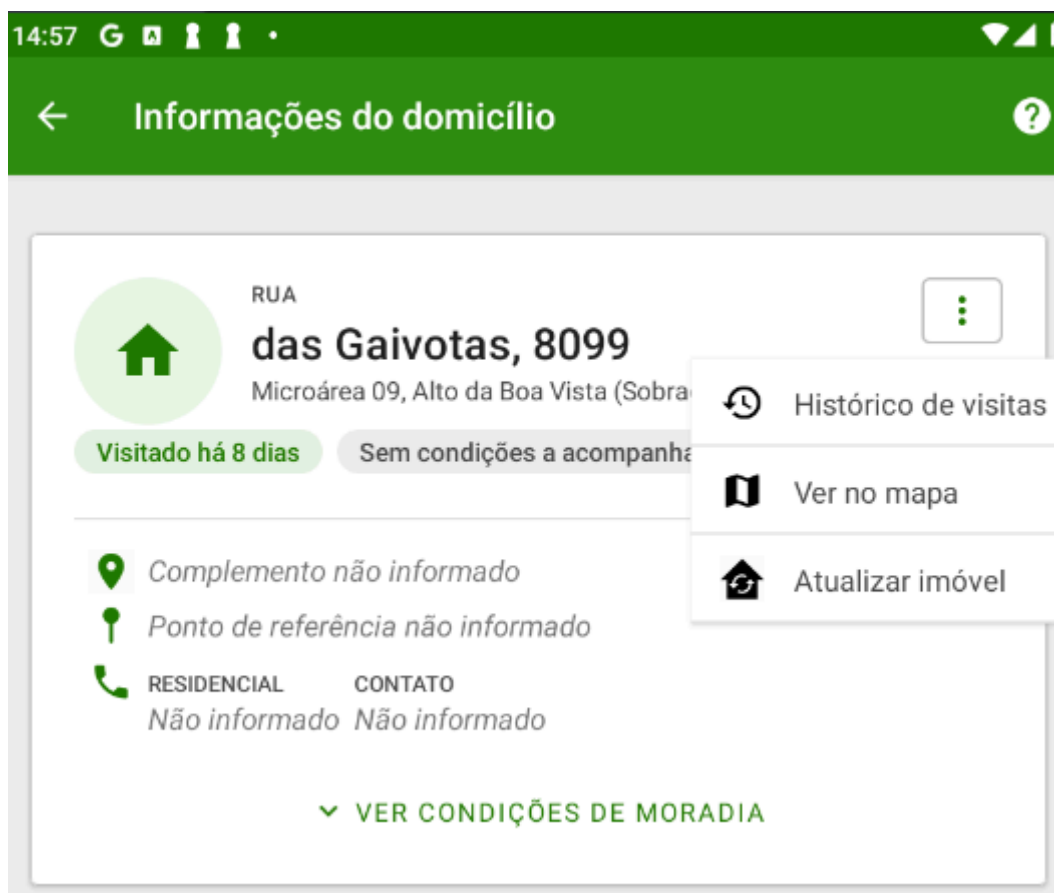 14:57
Informações do domicílio
RUA
das Gaivotas, 8099
Microárea 09, Alto da Boa Vista
Histórico de visitas
Visitado há 8 dias
Sem condições a
Ver no mapa
Atualizar imóvel
Complemento não informado
Ponto de referência não informado
RESIDENCIAL CONTATO
Não informado Não informado
VER CONDIÇÕES DE MORADIA